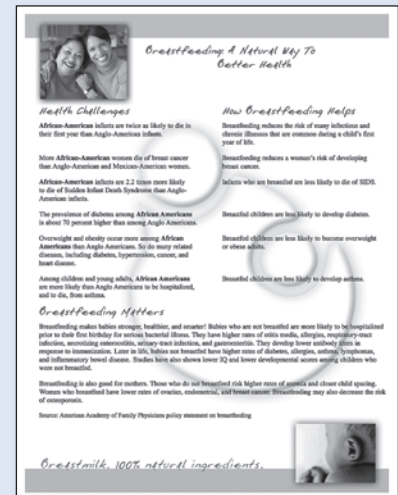 Breastfeeding: A Natural Way To
Better Health
Health Challenges
African-American infants are twice as likely to die in
their first year than Anglo-American infants.
More African-American women die of breast cancer
than Anglo-American and Mexican-American women.
African-American infants are 2.2 times more likely
to die of Sudden Infant Death Syndrome than Anglo-
American infants.
The prevalence of diabetes among African Americans
is about 70 percent higher than among Anglo Americans.
Overweight and obesity occur more among African
Americans than Anglo Americans. So do many related
diseases, including diabetes, hypertension, cancer, and
heart disease.
Among children and young adults, African Americans
are more likely than Anglo Americans to be hospitalized,
and to die, from asthma.
How Breastfeeding Helps
Breastfeeding reduces the risk of many infectious and
chronic illnesses that are common during a child's first
year of life.
Breastfeeding reduces a woman's risk of developing
breast cancer.
Infants who are breastfed are less likely to die of SIDS.
Breastfed children are less likely to develop diabetes.
Breastfed children are less likely to become overweight
or obese adults.
Breastfed children are less likely to develop asthma.
Breastfeeding Matters
Breastfeeding makes babies stronger, healthier, and smarter! Babies who are not breastfed are more likely to be hospitalized
prior to their first birthday for serious bacterial illness. They have higher rates of otitis media, allergies, respiratory-tract
infection, necrotizing enterocolitis, urinary-tract infection, and gastroenteritis. They develop lower antibody titers in
response to immunization. Later in life, babies not breastfed have higher rates of diabetes, allergies, asthma, lymphomas,
and inflammatory bowel disease. Studies have also shown lower IQ and lower developmental scores among children who
were not breastfed.
Breastfeeding is also good for mothers. Those who do not breastfeed risk higher rates of anemia and closer child spacing.
Women who breastfeed have lower rates of ovarian, endometrial, and breast cancer. Breastfeeding may also decrease the risk
of osteoporosis.
Source: American Academy of Family Physicians policy statement on breastfeeding
Breastmilk, 100% natural ingredients.